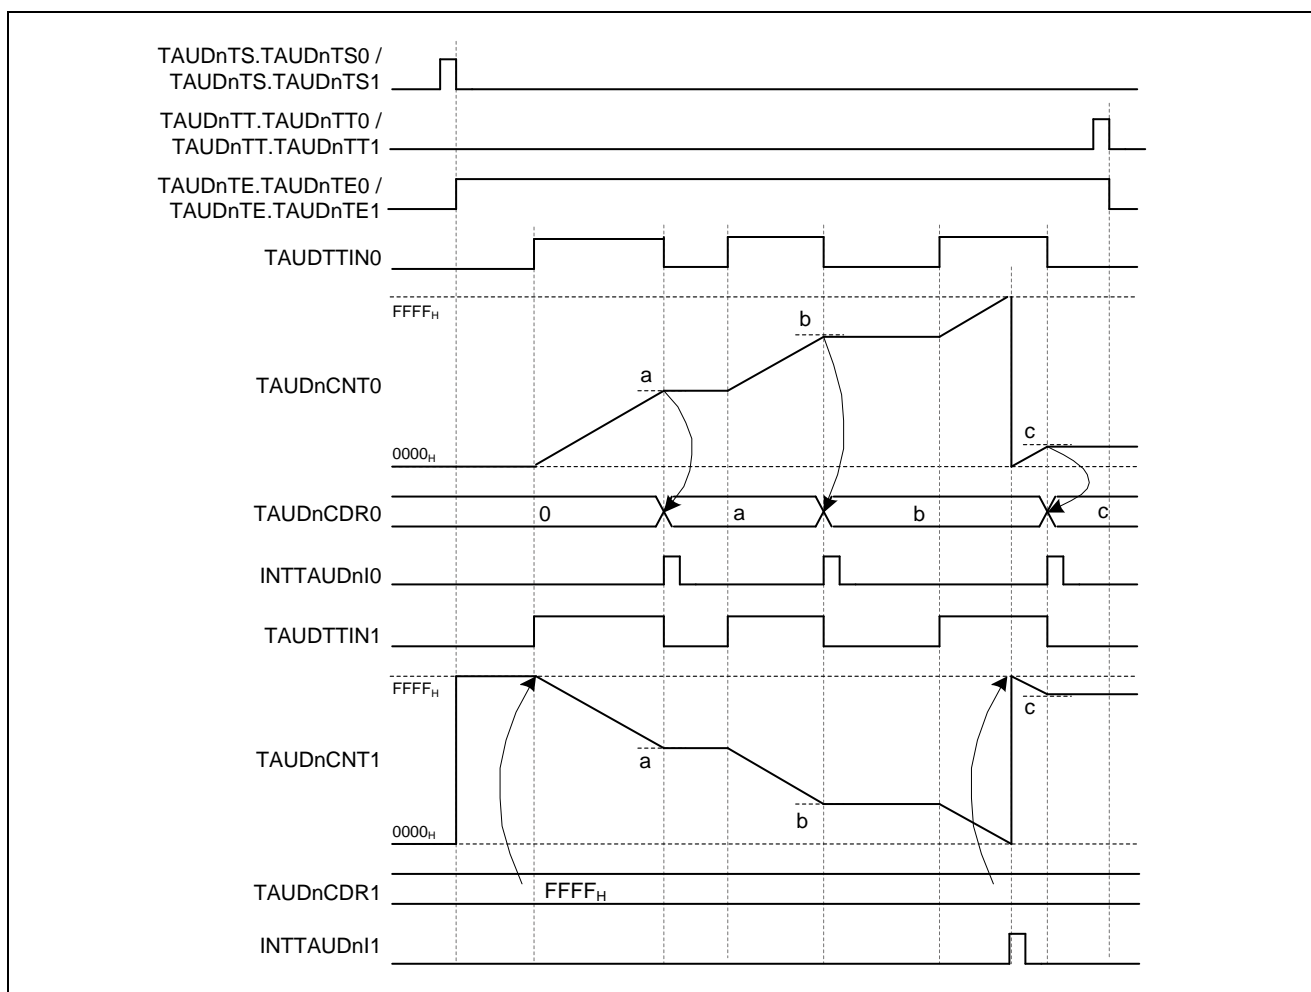 TAUDnTS.TAUDnTS0 /
TAUDnTS.TAUDnTS1
TAUDnTT.TAUDnTT0 /
TAUDnTT.TAUDnTT1
TAUDnTE.TAUDnTE0 /
TAUDnTE.TAUDnTE1
TAUDTTIN0
FFFFH
b
a
TAUDnCNT0
c
0000H
TAUDnCDR0
0
a
b
c
INTTAUDnI0
TAUDTTIN1
FFFFH
c
TAUDnCNT1
a
b
0000H
TAUDnCDR1
FFFFH
INTTAUDnI1